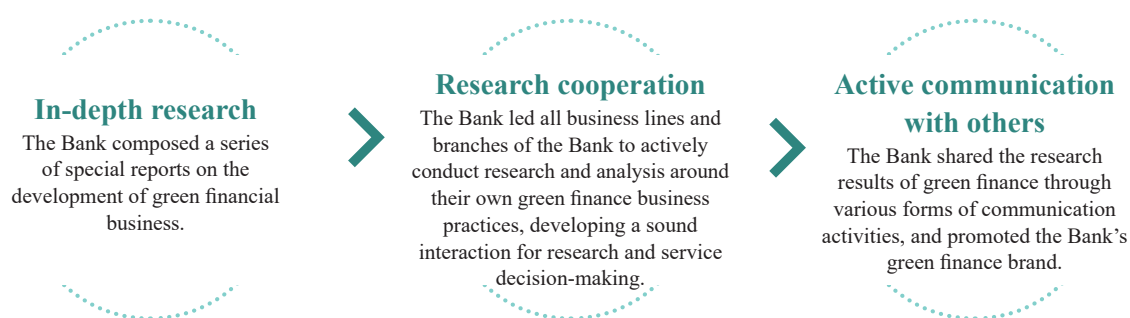 In-depth research
The Bank composed a series
of special reports on the
development of green financial
business.
Research cooperation
The Bank led all business lines and
branches of the Bank to actively
conduct research and analysis around
their own green finance business
practices, developing a sound
interaction for research and service
decision-making.
Active communication
with others
The Bank shared the research
results of green finance through
various forms of communication
activities, and promoted the Bank’s
green finance brand.